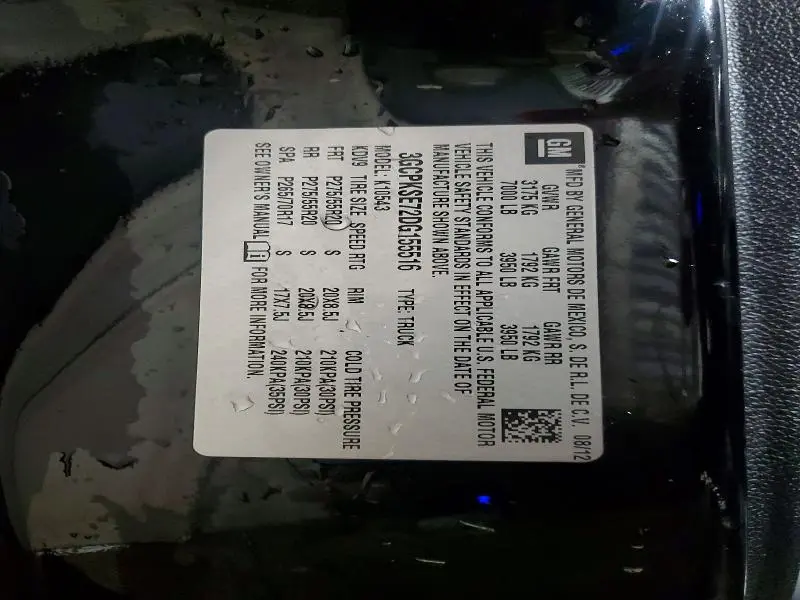 GM
®MFD BY GENERAL MOTORS DE MEXICO, S. DE R.L. DE C.V. 08/12
GVWR GAWR FRT GAWR RR
3175 KG 1792 KG 1792 KG
7000 LB 3950 LB 3950 LB
THIS VEHICLE CONFORMS TO ALL APPLICABLE U.S. FEDERAL MOTOR
VEHICLE SAFETY STANDARDS IN EFFECT ON THE DATE OF
MANUFACTURE SHOWN ABOVE.
3GCPKSE72DG155516 TYPE: TRUCK
MODEL: K10543
KDV9 TIRE SIZE SPEED RTG RIM COLD TIRE PRESSURE
FRT P275/55R20 S 20X8.5J 210KPA(30PSI)
RR P275/55R20 S 20X8.5J 210KPA(30PSI)
SPA P265/70R17 S 17X7.5J 240KPA(35PSI)
SEE OWNER'S MANUAL FOR MORE INFORMATION.